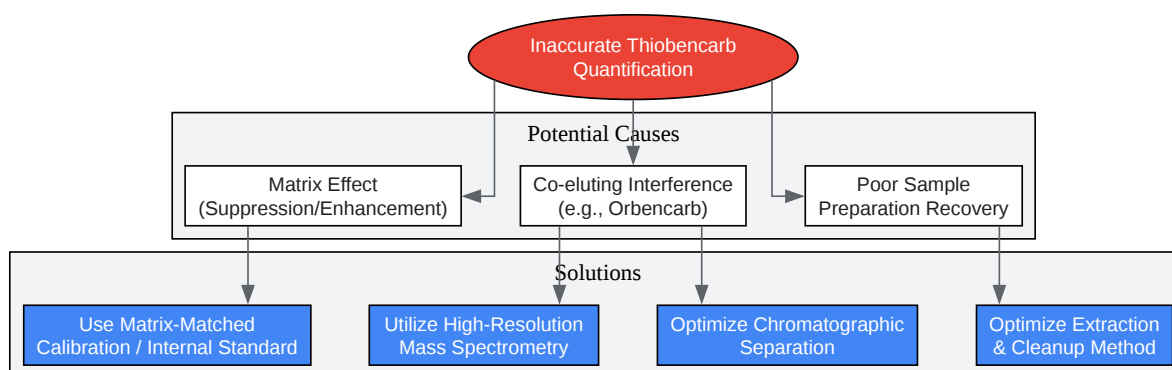 Inaccurate Thiobencarb
Quantification
Potential Causes
Matrix Effect
(Suppression/Enhancement)
Co-eluting Interference
(e.g., Orbencarb)
Poor Sample
Preparation Recovery
Solutions
Use Matrix-Matched
Calibration / Internal Standard
Utilize High-Resolution
Mass Spectrometry
Optimize Chromatographic
Separation
Optimize Extraction
& Cleanup Method